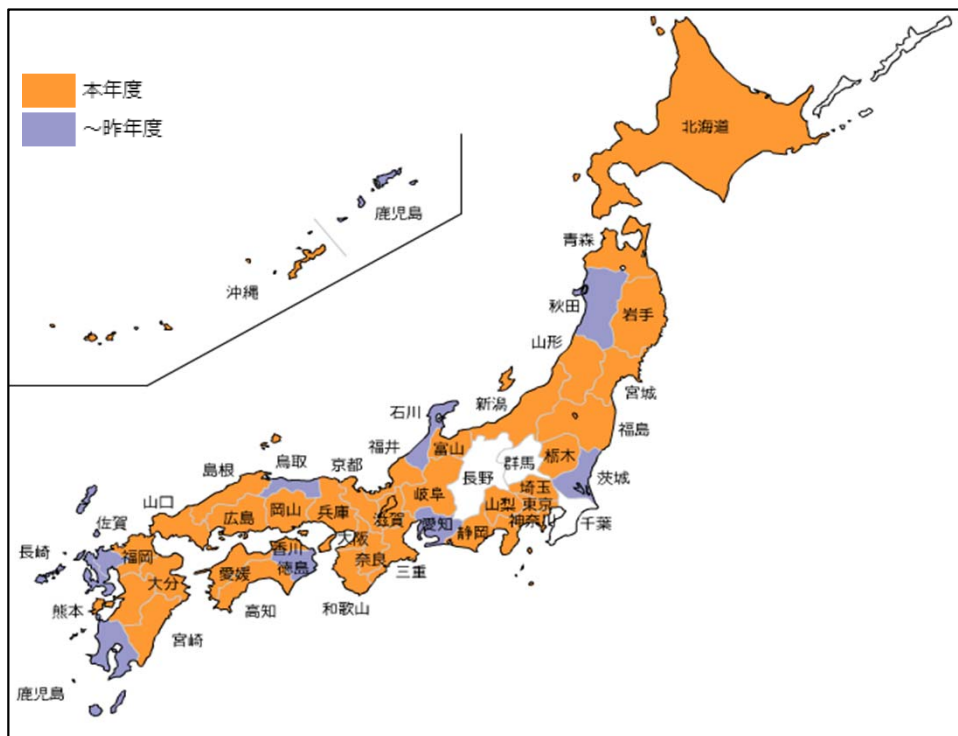 本年度
～昨年度
北海道
鹿児島
沖縄
青森
秋田
岩手
山形
宮城
新潟
石川
福島
福井
富山
群馬
栃木
長野
茨城
島根
鳥取
京都
岐阜
埼玉
山梨
東京
山口
広島
岡山
兵庫
滋賀
愛知
静岡
神奈川
千葉
佐賀
長崎
福岡
香川
大阪
奈良
三重
愛媛
徳島
大分
熊本
高知
和歌山
宮崎
鹿児島